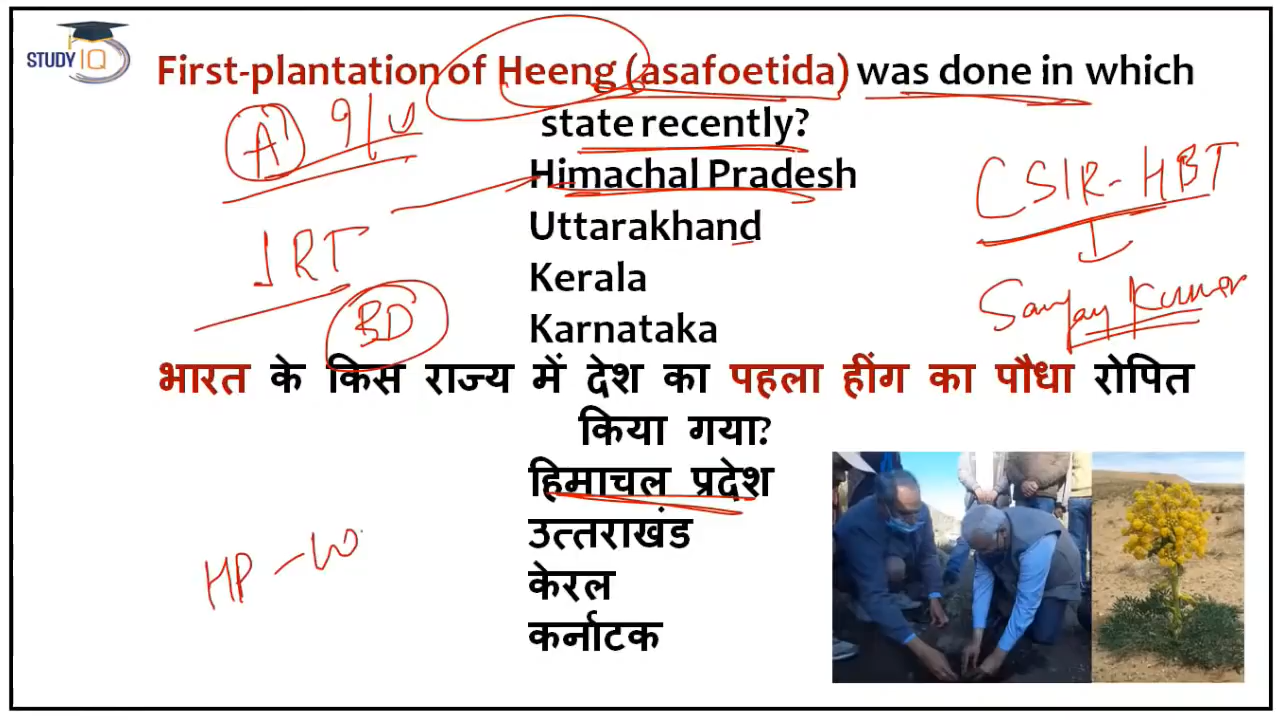 STUDY IQ
First-plantation of Heeng (asafoetida) was done in which
state recently?
Himachal Pradesh
Uttarakhand
Kerala
Karnataka
भारत के किस राज्य में देश का पहला हींग का पौधा रोपित
किया गया?
हिमाचल प्रदेश
उत्तराखंड
केरल
कर्नाटक
A'
CSIR-HBT
Sanjay Kumar
BD
HP -